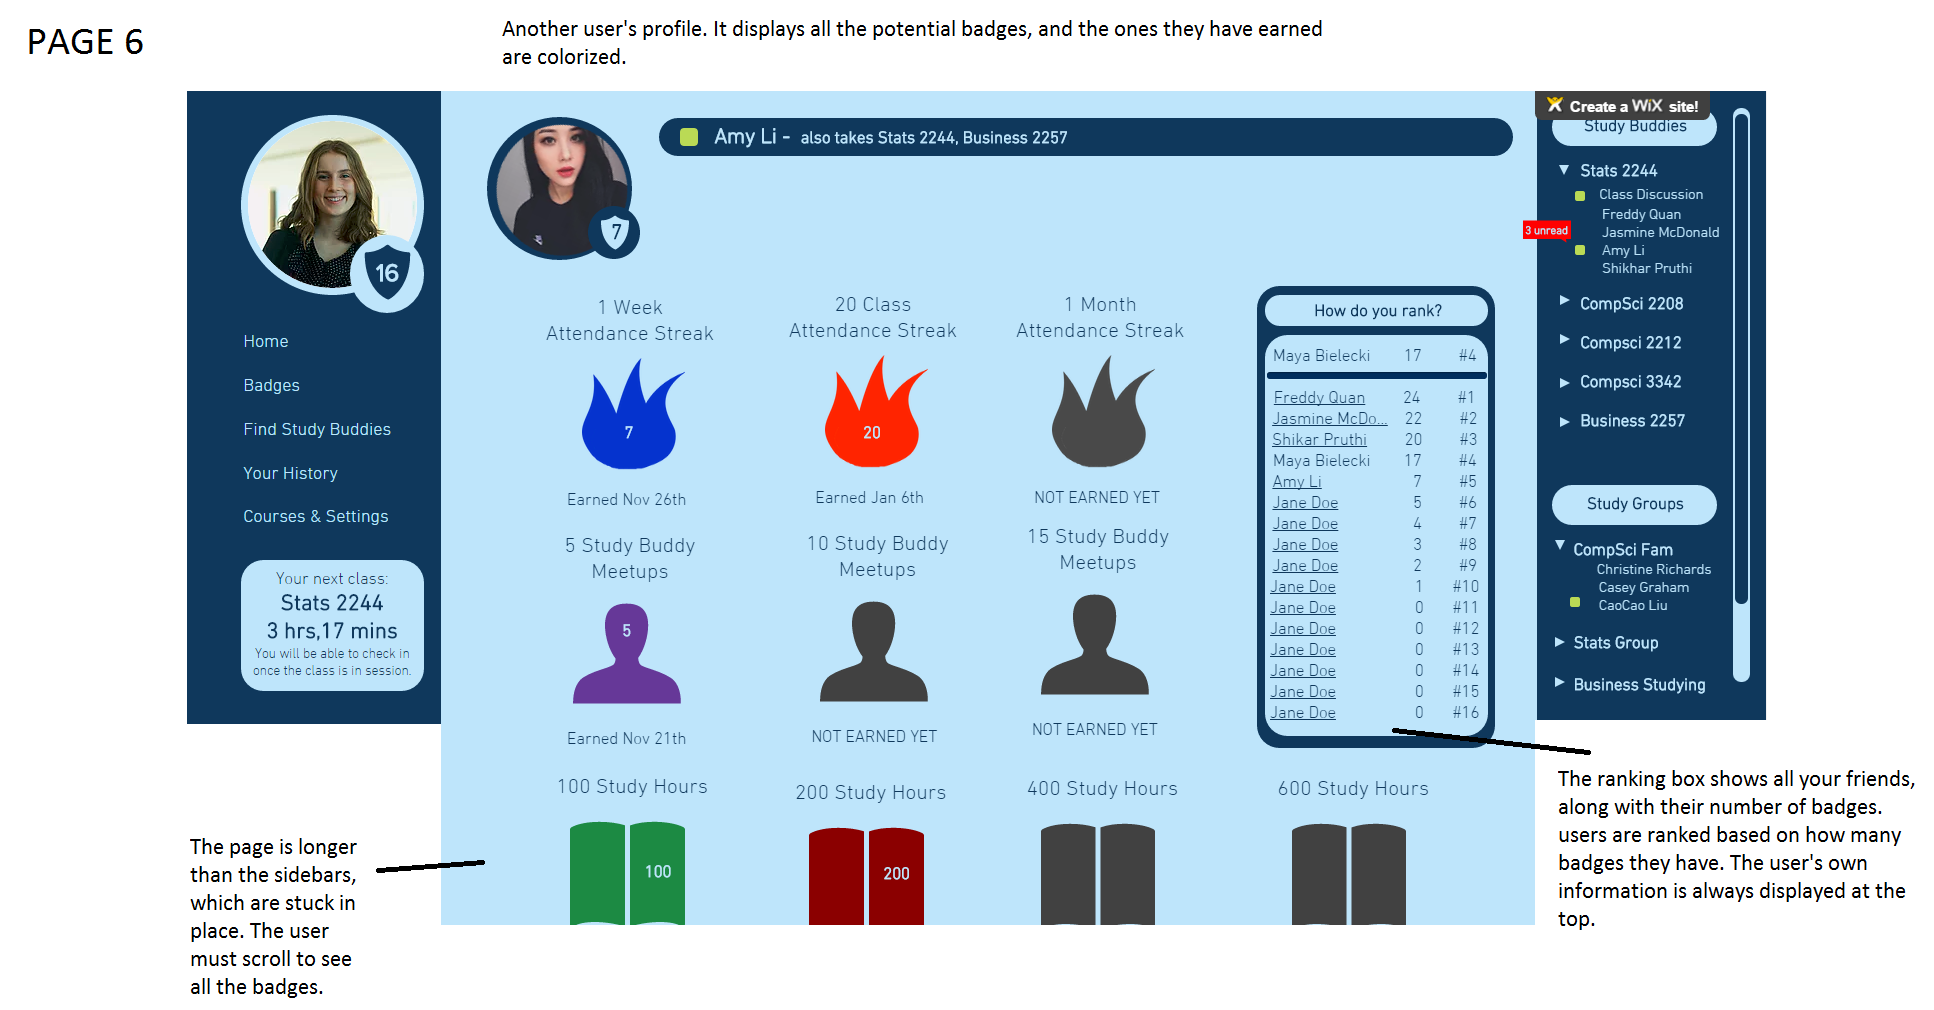 PAGE 6
Another user's profile. It displays all the potential badges, and the ones they have earned
are colorized.
16
Home
Badges
Find Study Buddies
Your History
Courses & Settings
Your next class:
Stats 2244
3 hrs,17 mins
You will be able to check in
once the class is in session.
The page is longer
than the sidebars,
which are stuck in
place. The user
must scroll to see
all the badges.
7
Amy Li - also takes Stats 2244, Business 2257
1 Week
Attendance Streak
7
Earned Nov 26th
20 Class
Attendance Streak
20
Earned Jan 6th
1 Month
Attendance Streak
NOT EARNED YET
5 Study Buddy
Meetups
5
Earned Nov 21th
10 Study Buddy
Meetups
NOT EARNED YET
15 Study Buddy
Meetups
NOT EARNED YET
100 Study Hours
100
200 Study Hours
200
400 Study Hours
600 Study Hours
How do you rank?
Maya Bielecki 17 #4
Freddy Quan 24 #1
Jasmine McDo... 22 #2
Shikar Pruthi 20 #3
Maya Bielecki 17 #4
Amy Li 7 #5
Jane Doe 5 #6
Jane Doe 4 #7
Jane Doe 3 #8
Jane Doe 2 #9
Jane Doe 1 #10
Jane Doe 0 #11
Jane Doe 0 #12
Jane Doe 0 #13
Jane Doe 0 #14
Jane Doe 0 #15
Jane Doe 0 #16
Create a WiX site!
Study Buddies
Stats 2244
Class Discussion
Freddy Quan
Jasmine McDonald
3 unread
Amy Li
Shikhar Pruthi
CompSci 2208
Compsci 2212
Compsci 3342
Business 2257
Study Groups
CompSci Fam
Christine Richards
Casey Graham
CaoCao Liu
Stats Group
Business Studying
The ranking box shows all your friends,
along with their number of badges.
users are ranked based on how many
badges they have. The user's own
information is always displayed at the
top.